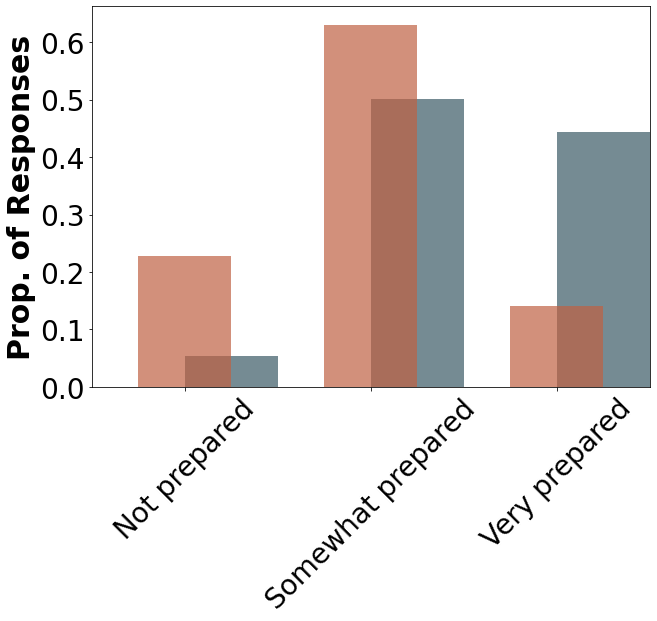 Prop. of Responses
0.6
0.5
0.4
0.3
0.2
0.1
0.0
Not prepared
Somewhat prepared
Very prepared